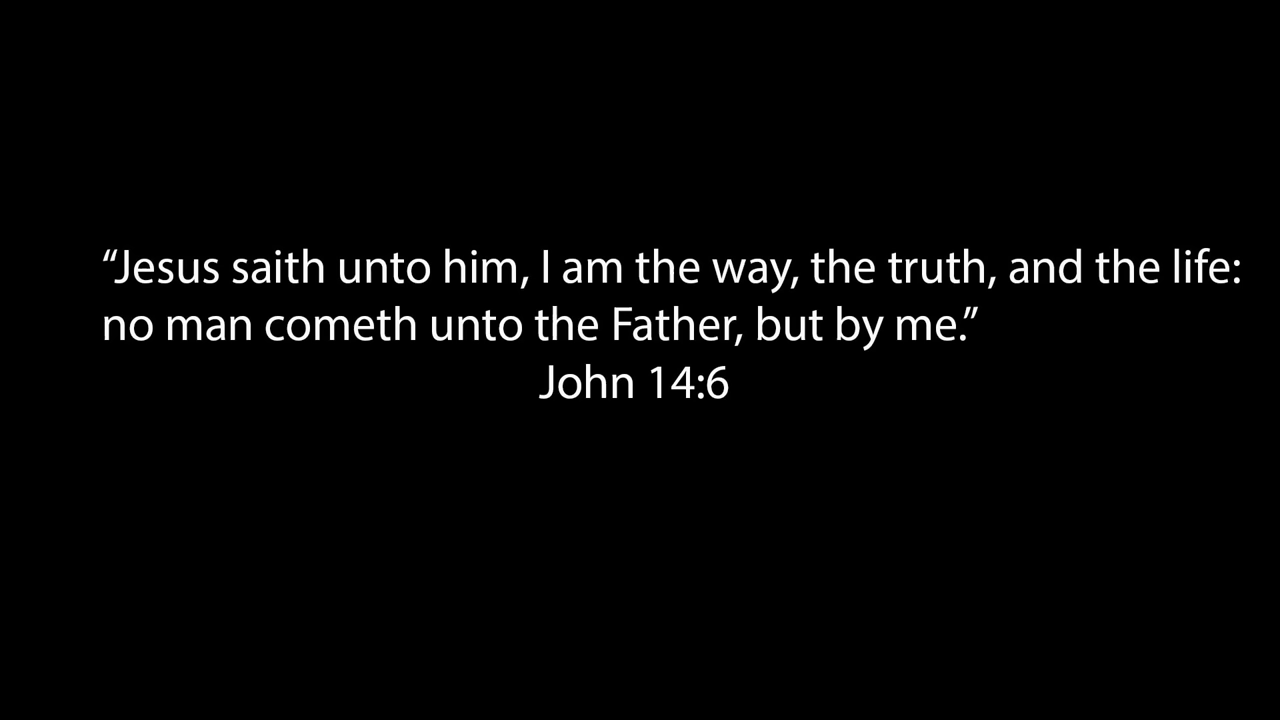 “Jesus saith unto him, I am the way, the truth, and the life:
no man cometh unto the Father, but by me.”
John 14:6